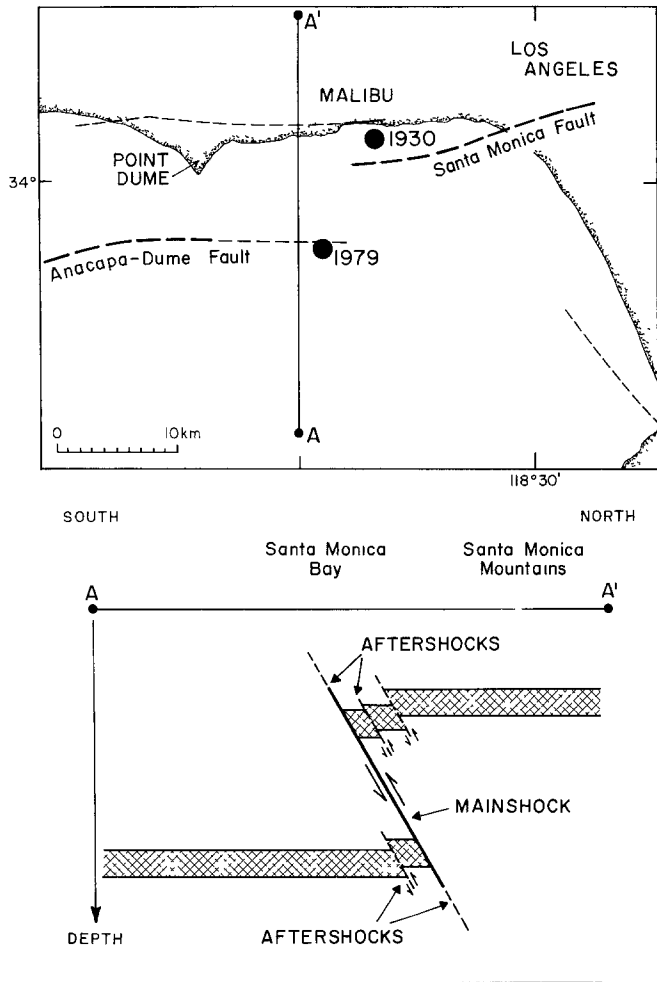 A'
LOS
ANGELES
MALIBU
1930
Santa Monica Fault
POINT
DUME
34°
1979
Anacapa-Dume Fault
A
0 10km
118°30'
SOUTH NORTH
Santa Monica
Bay
Santa Monica
Mountains
A A'
AFTERSHOCKS
MAINSHOCK
AFTERSHOCKS
DEPTH